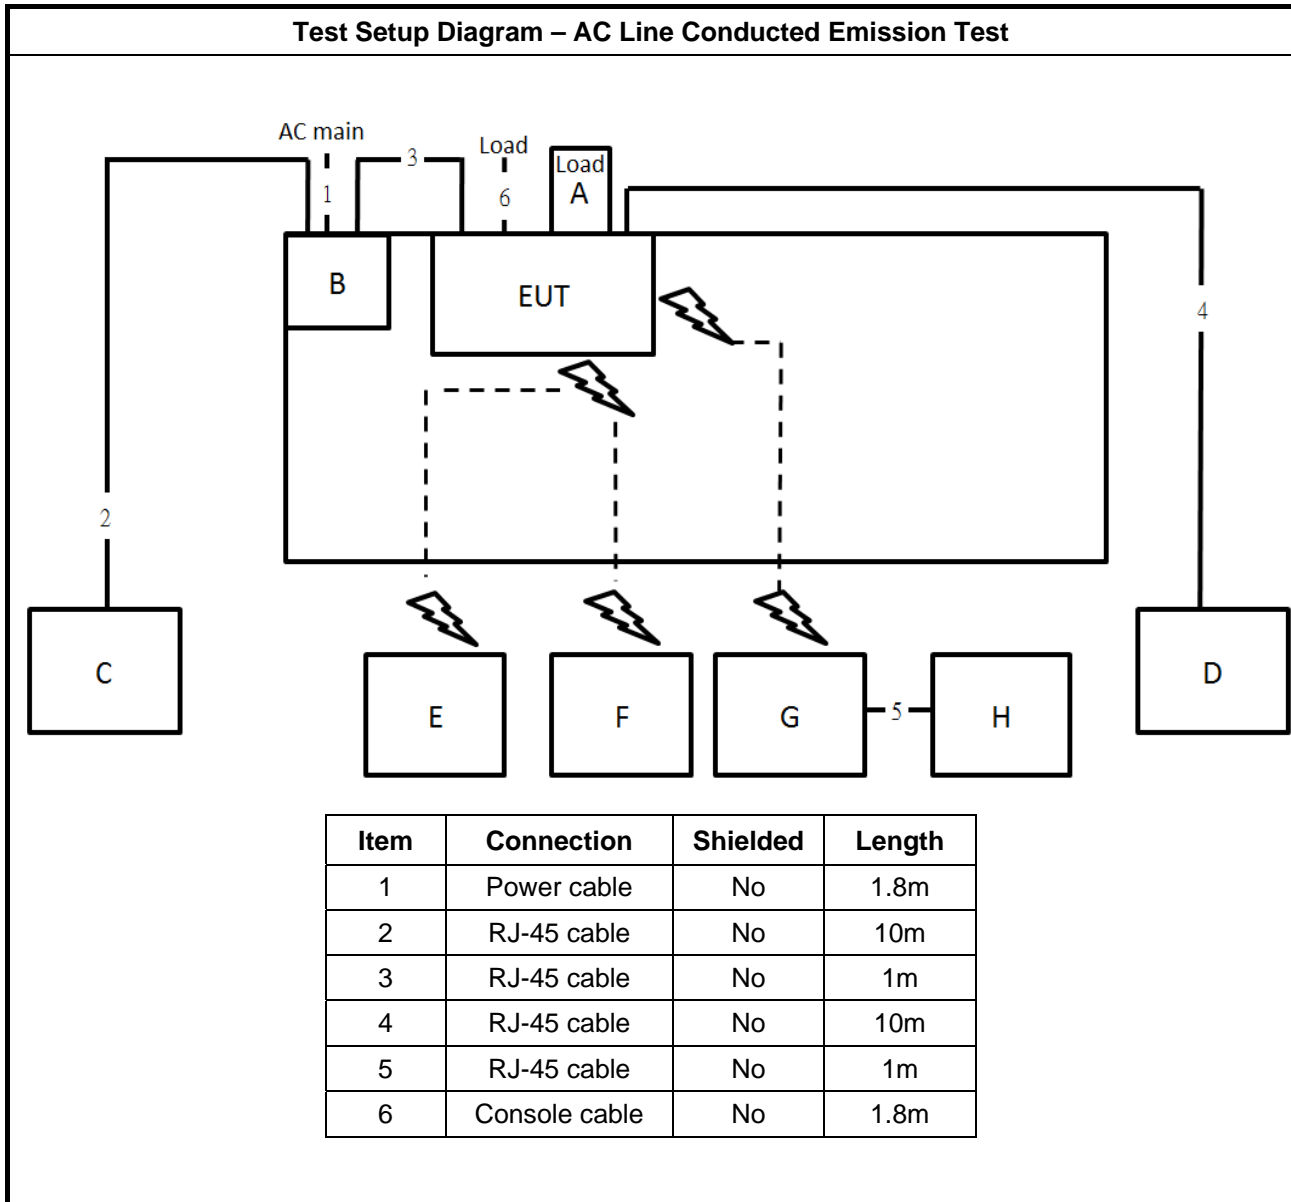 Test Setup Diagram – AC Line Conducted Emission Test
AC main
Load
Load
3
1
6
A
B
EUT
4
2
C
D
E
F
G
5
H
Item Connection Shielded Length
1 Power cable No 1.8m
2 RJ-45 cable No 10m
3 RJ-45 cable No 1m
4 RJ-45 cable No 10m
5 RJ-45 cable No 1m
6 Console cable No 1.8m